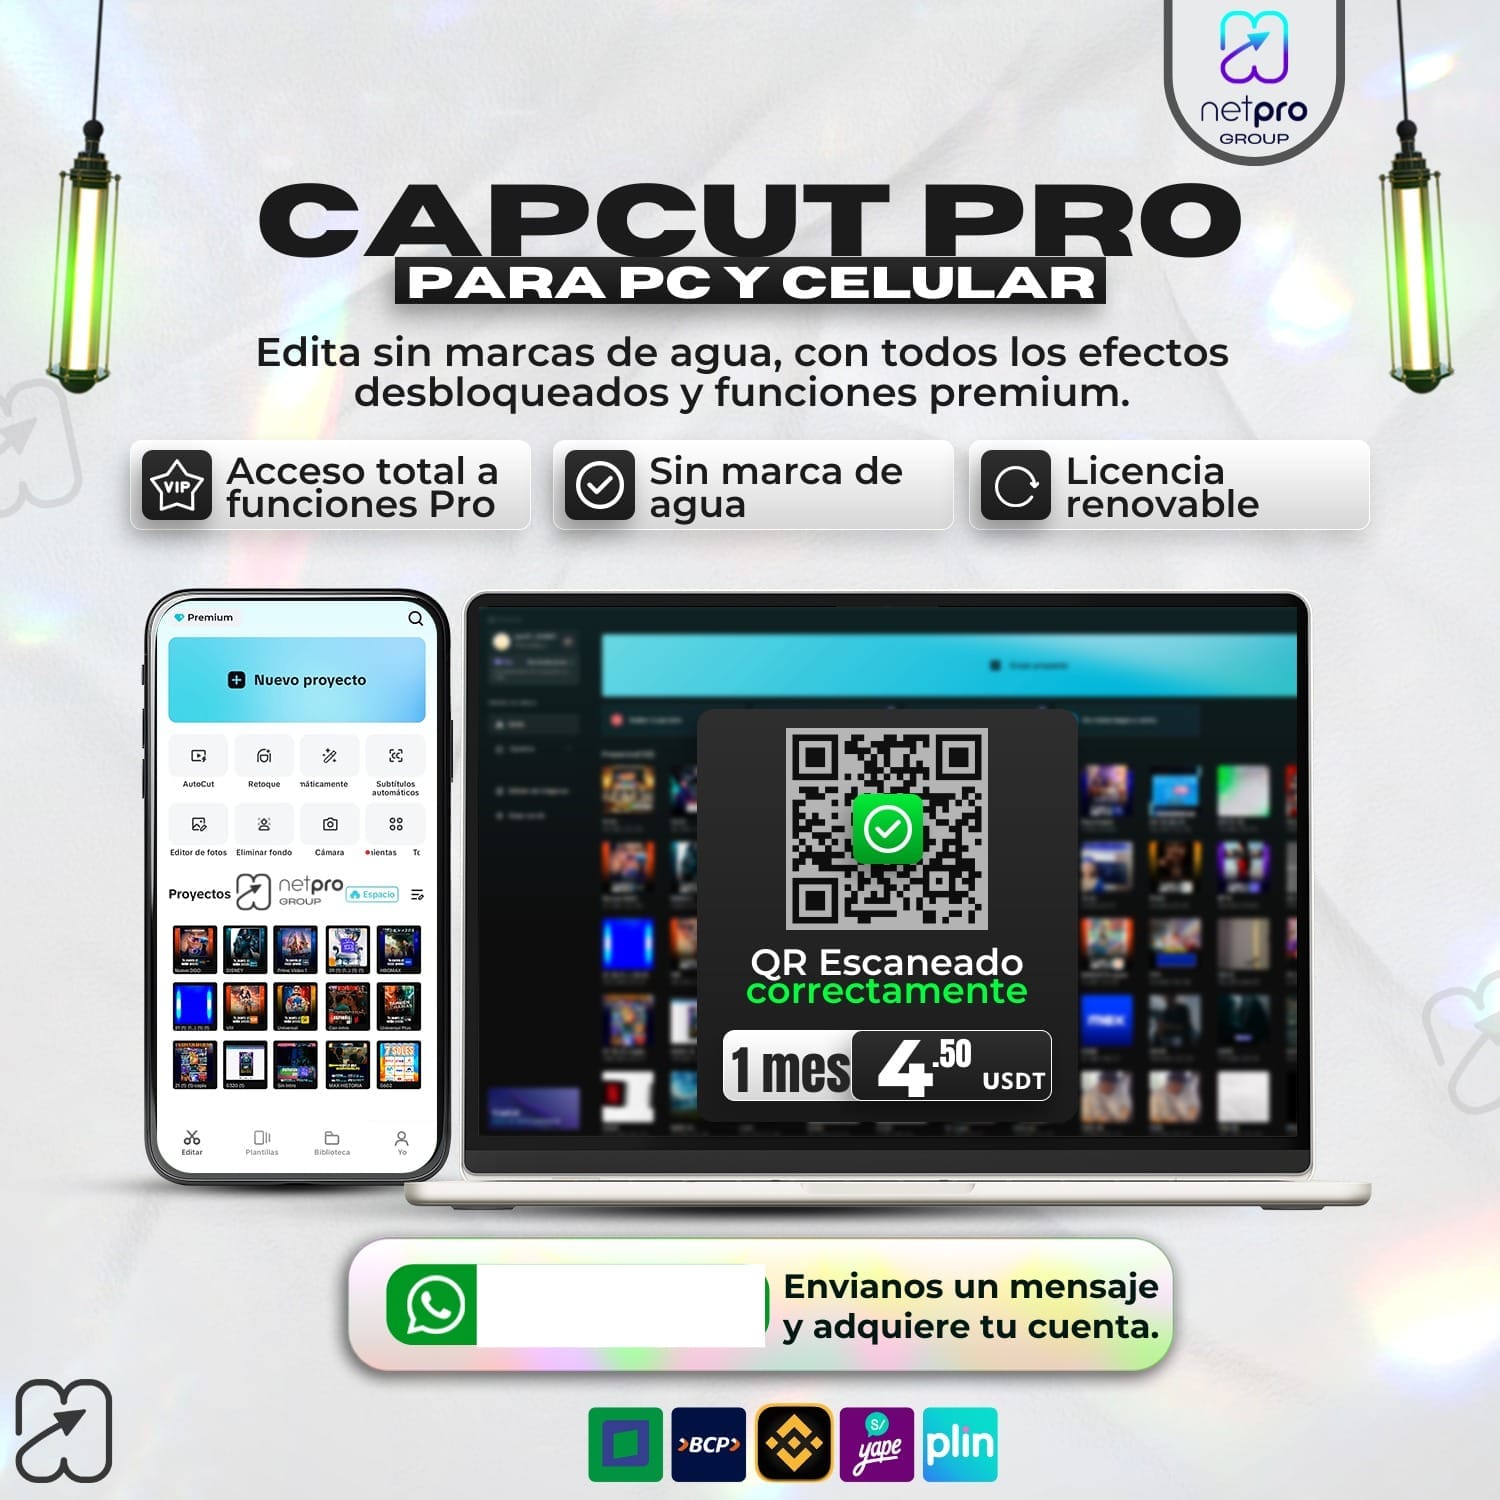 netpro
GROUP
CAPCUT PRO
PARA PC Y CELULAR
Edita sin marcas de agua, con todos los efectos
desbloqueados y funciones premium.
VIP
Acceso total a
funciones Pro
Sin marca de
agua
Licencia
renovable
Premium
Nuevo proyecto
AutoCut
Retoque
máticamente
Subtítulos
automáticos
Editor de fotos
Eliminar fondo
Cámara
Proyectos
netpro
GROUP
Espacio
Editar
Plantillas
Biblioteca
Yo
QR Escaneado
correctamente
1 mes
4.50
USDT
Envianos un mensaje
y adquiere tu cuenta.
BCP
S/
yape
plin